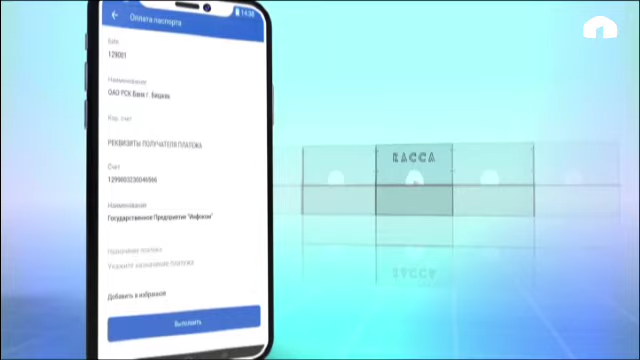 14:30
Оплата паспорта
БИК
129001
Наименование
ОАО РСК Банк г. Бишкек
Кор. счет
РЕКВИЗИТЫ ПОЛУЧАТЕЛЯ ПЛАТЕЖА
Счет
Наименование
Государственное Предприятие "Инфоком"
Назначение платежа
Укажите назначение платежа
Добавить в избранное
Выполнить
КАССА